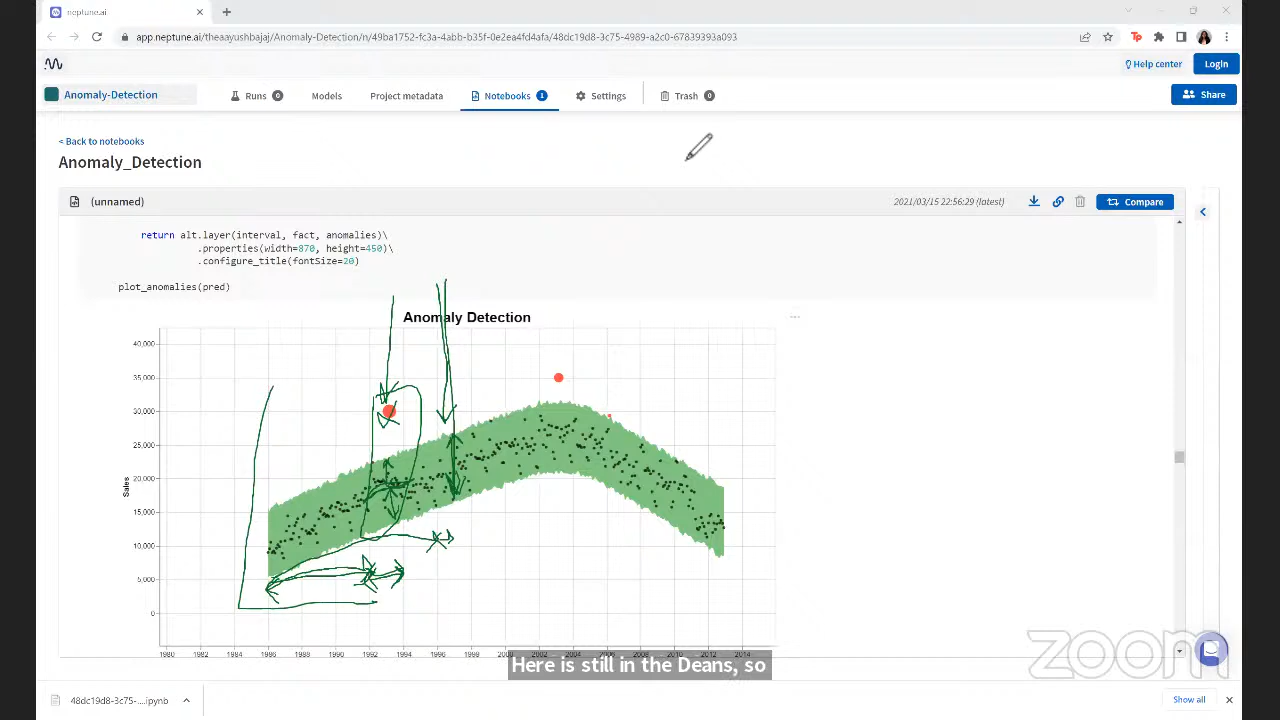 neptune.ai
app.neptune.ai/theaayushbajaj/Anomaly-Detection/n/49ba1752-fc3a-4abb-b35f-0e2ea4fd4afa/48dc19d8-3c75-4989-a2c0-67839393a093
Help center
Login
Anomaly-Detection
Runs 0
Models
Project metadata
Notebooks 1
Settings
Trash 0
Share
< Back to notebooks
Anomaly_Detection
(unnamed)
2021/03/15 22:56:29 (latest)
Compare
return alt.layer(interval, fact, anomalies)\
.properties(width=870, height=450)\
.configure_title(fontSize=20)
plot_anomalies(pred)
Anomaly Detection
40,000
35,000
30,000
25,000
20,000
15,000
10,000
5,000
0
Sales
1980 1982 1984 1986 1988 1990 1992 1994 1996 1998 2000 2002 2004 2006 2008 2010 2012 2014
Here is still in the Deans, so
zoom
48dc19d8-3c75-....ipynb
Show all